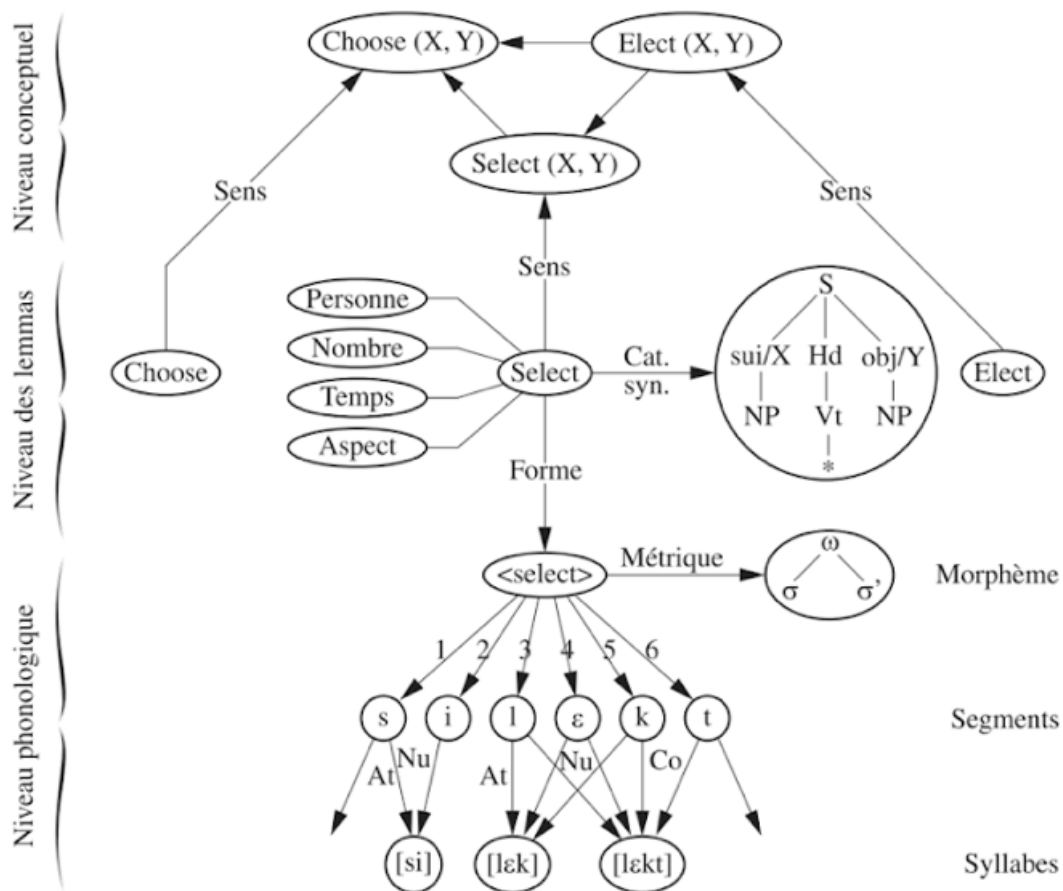 Niveau conceptuel
Choose (X, Y)
Elect (X, Y)
Select (X, Y)
Sens
Sens
Sens
Niveau des lemmas
Personne
Nombre
Temps
Aspect
Choose
Select
Cat.
syn.
S
sui/X Hd obj/Y
NP Vt NP
*
Elect
Forme
Niveau phonologique
<select>
Métrique
ω
σ σ’
Morphème
1 2 3 4 5 6
s i l ε k t
Segments
At Nu At Nu Co
[si] [lεk] [lεkt]
Syllabes